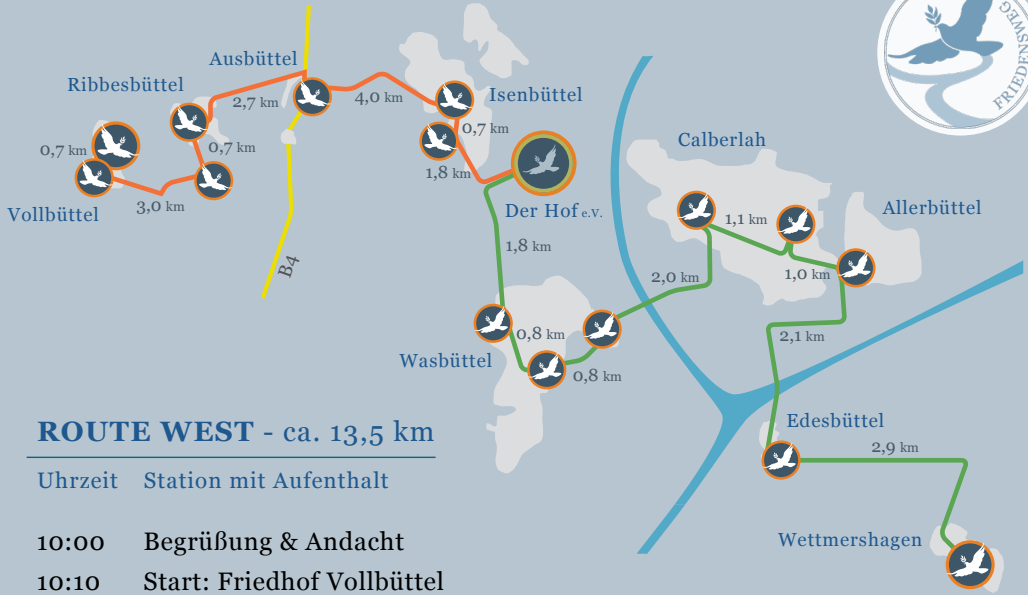 FRIEDENSWEG
Ausbüttel
Ribbesbüttel
2,7 km
4,0 km
Isenbüttel
0,7 km
0,7 km
0,7 km
Calberlah
1,8 km
3,0 km
Vollbüttel
Der Hof e.V.
1,1 km
Allerbüttel
1,8 km
B4
2,0 km
1,0 km
0,8 km
2,1 km
Wasbüttel
0,8 km
Edesbüttel
2,9 km
Wettmershagen
ROUTE WEST - ca. 13,5 km
Uhrzeit Station mit Aufenthalt
10:00 Begrüßung & Andacht
10:10 Start: Friedhof Vollbüttel